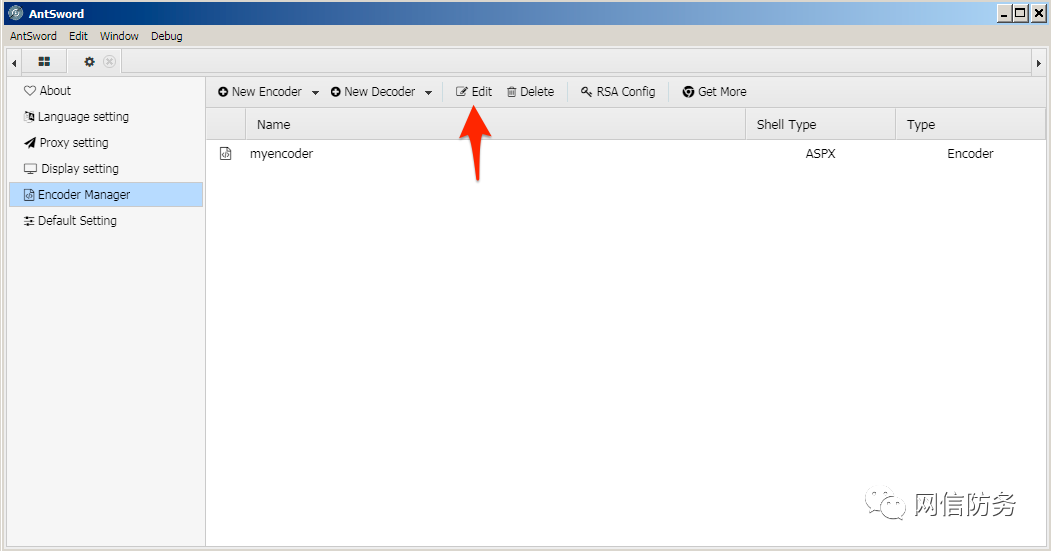 AntSword
AntSword Edit Window Debug
About
Language setting
Proxy setting
Display setting
Encoder Manager
Default Setting
New Encoder New Decoder Edit Delete RSA Config Get More
Name Shell Type Type
myencoder ASPX Encoder
网信防务